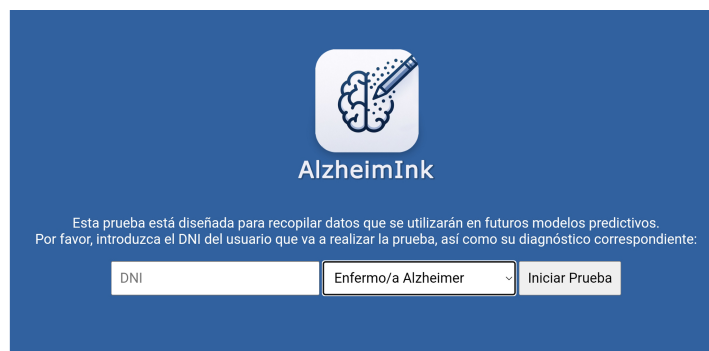 AlzheimInk
Esta prueba está diseñada para recopilar datos que se utilizarán en futuros modelos predictivos.
Por favor, introduzca el DNI del usuario que va a realizar la prueba, así como su diagnóstico correspondiente:
DNI Enfermo/a Alzheimer Iniciar Prueba